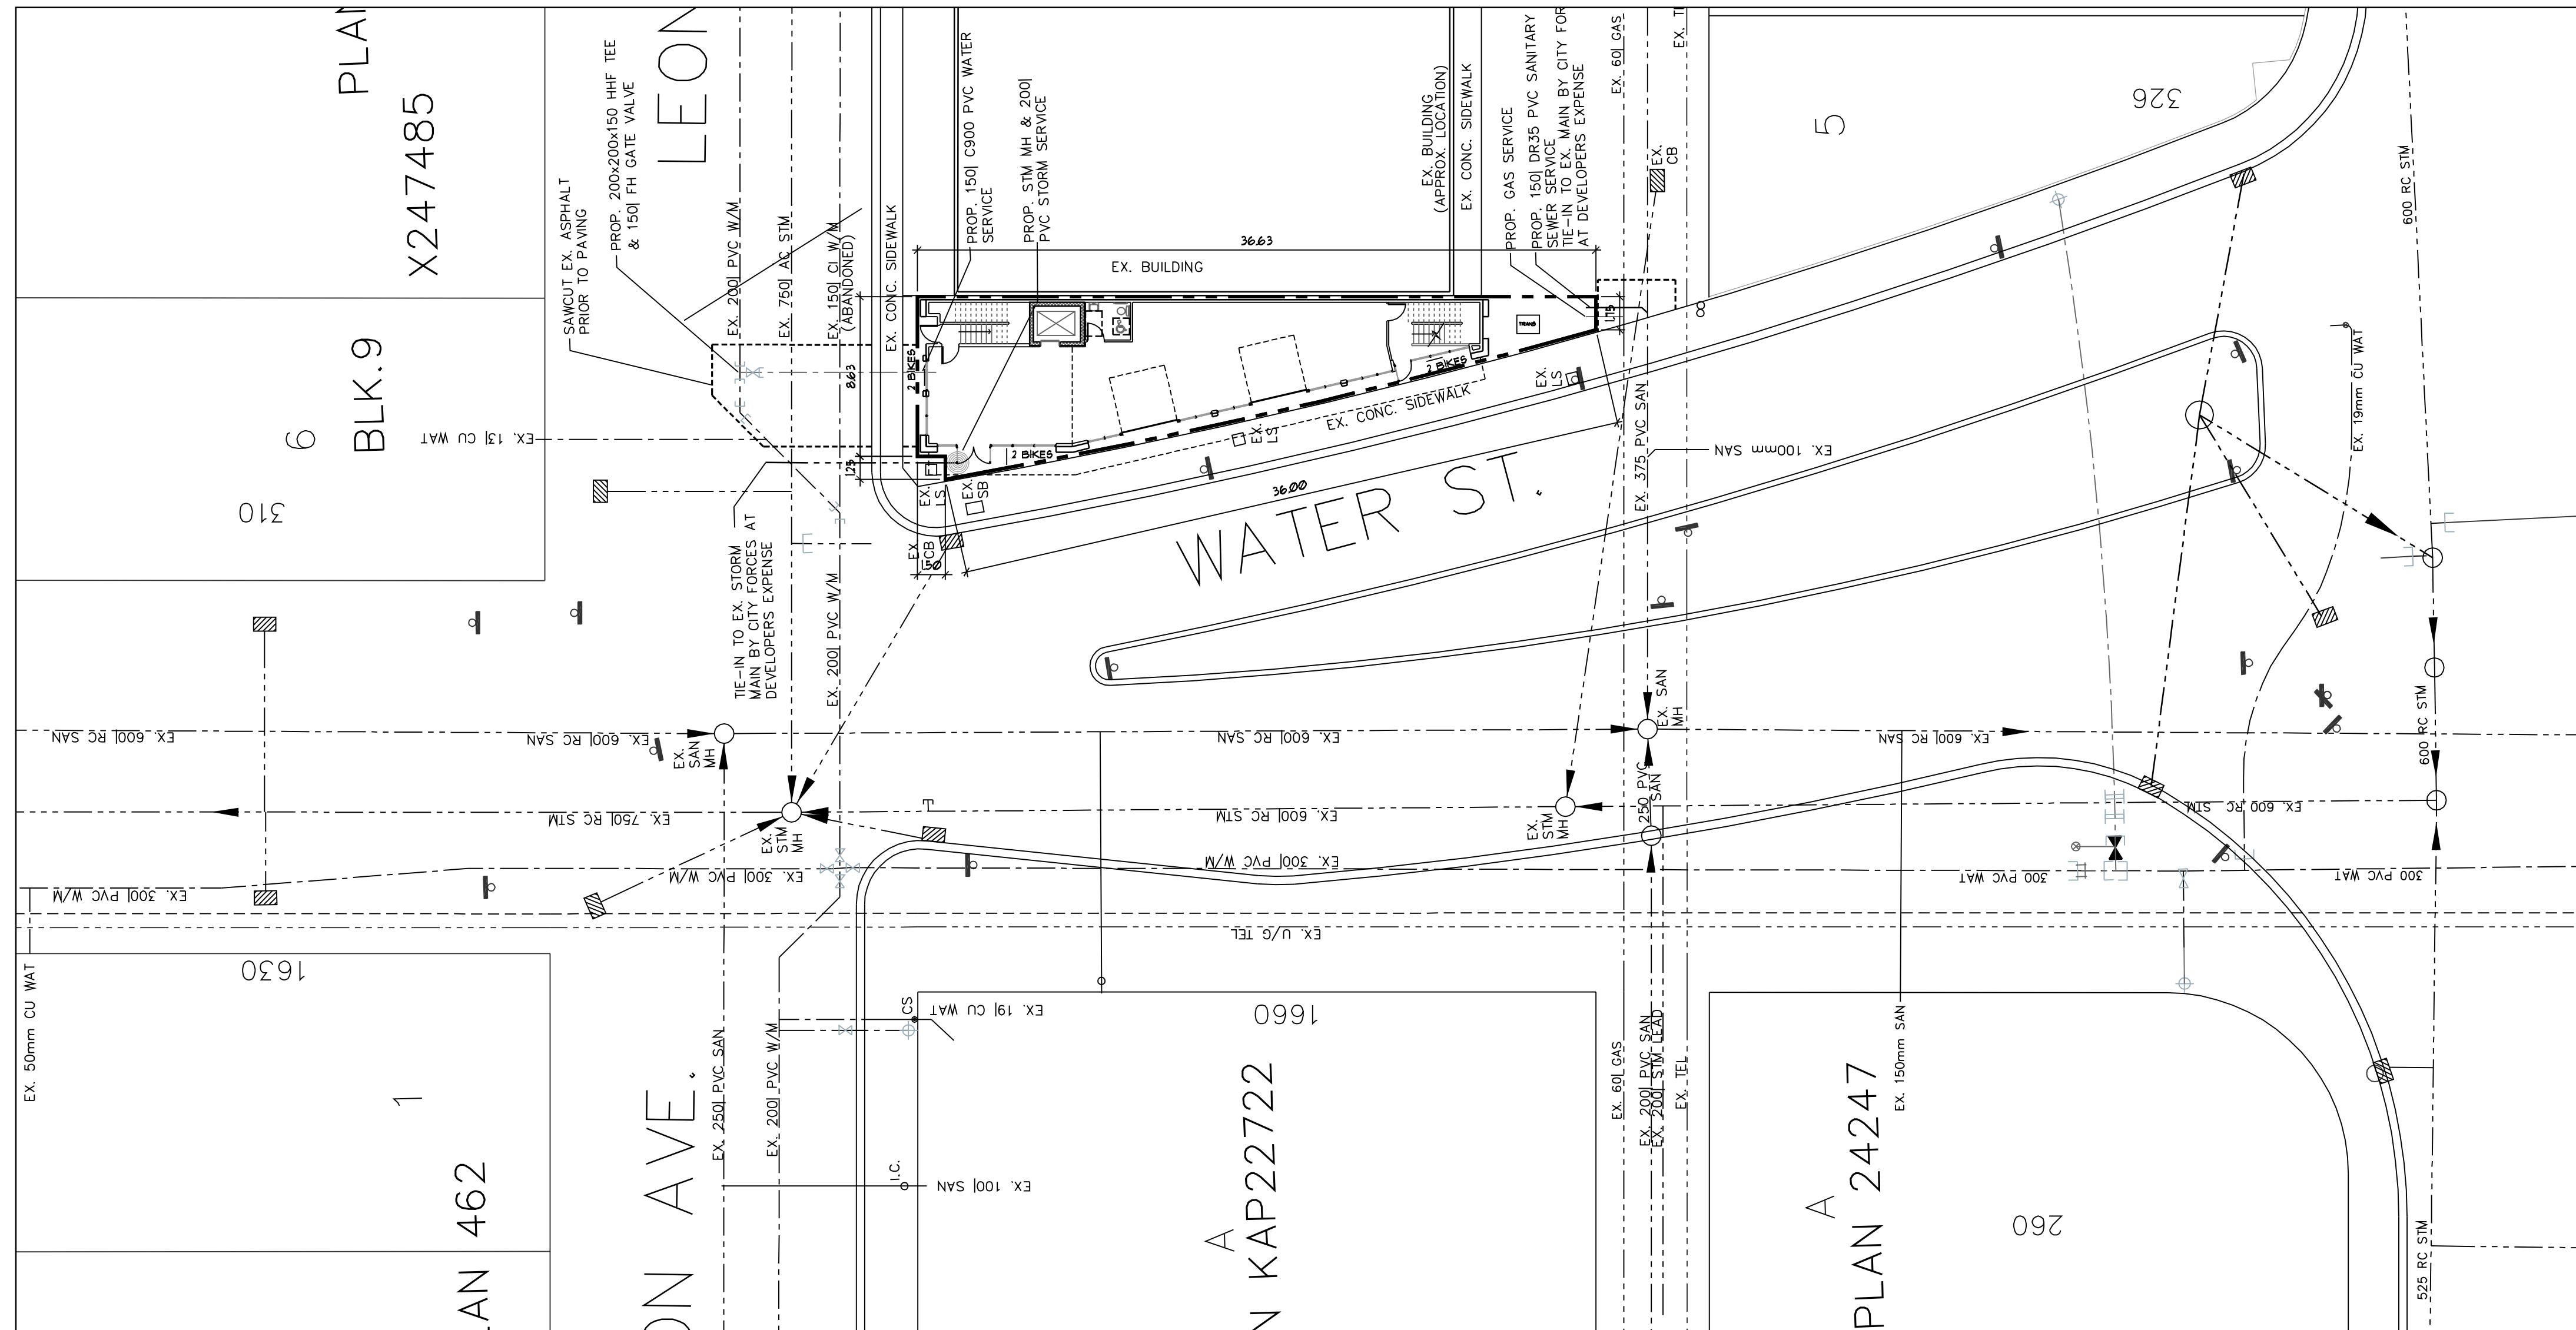 PLAN
X247485
BLK.9
6
310
LEON
SAWCUT EX. ASPHALT
PRIOR TO PAVING
PROP. 200x200x150 HHF TEE
& 150| FH GATE VALVE
EX. 200| PVC W/M
EX. 750| AC STM
EX. 150| CI W/M
(ABANDONED)
EX. CONC. SIDEWALK
PROP. 150| C900 PVC WATER
SERVICE
PROP. STM MH & 200|
PVC STORM SERVICE
EX. BUILDING
(APPROX. LOCATION)
EX. CONC. SIDEWALK
PROP. GAS SERVICE
PROP. 150| DR35 PVC SANITARY
SEWER SERVICE
TIE-IN TO EX. MAIN BY CITY FOR
AT DEVELOPERS EXPENSE
EX. 60| GAS
EX.
EX.
CB
5
326
600 RC STM
36.63
EX. BUILDING
8.63
1.25
1.15
2 BIKES
2 BIKES
2 BIKES
TRANS
EX.
LS
EX.
LS
EX. CONC. SIDEWALK
EX.
LS
EX.
SB
EX.
CB
1.50
36.00
WATER ST.
EX. 375 PVC SAN
EX. 100mm SAN
EX. 19mm CU WAT
EX. 13| CU WAT
TIE-IN TO EX. STORM
MAIN BY CITY FORCES AT
DEVELOPERS EXPENSE
EX. 200| PVC W/M
EX. 600| RC SAN
EX. 600| RC SAN
EX.
SAN
MH
EX. 600| RC SAN
EX. SAN
MH
EX. 600| RC SAN
600 RC STM
EX. 750| RC STM
EX.
STM
MH
EX. 600| RC STM
EX.
STM
MH
250 PVC
SAN
EX. 600 RC STM
EX. 300| PVC W/M
EX. 300| PVC W/M
EX. 300| PVC W/M
300 PVC WAT
300 PVC WAT
EX. U/G TEL
EX. 50mm CU WAT
1630
1
PLAN 462
LEON AVE.
EX. 250| PVC SAN
EX. 200| PVC W/M
CS
EX. 19| CU WAT
I.C.
EX. 100| SAN
1660
A
N KAP22722
EX. 60| GAS
EX. 200| PVC SAN
EX. 200| STM LEAD
EX. TEL
EX. 150mm SAN
A
PLAN 24247
260
525 RC STM